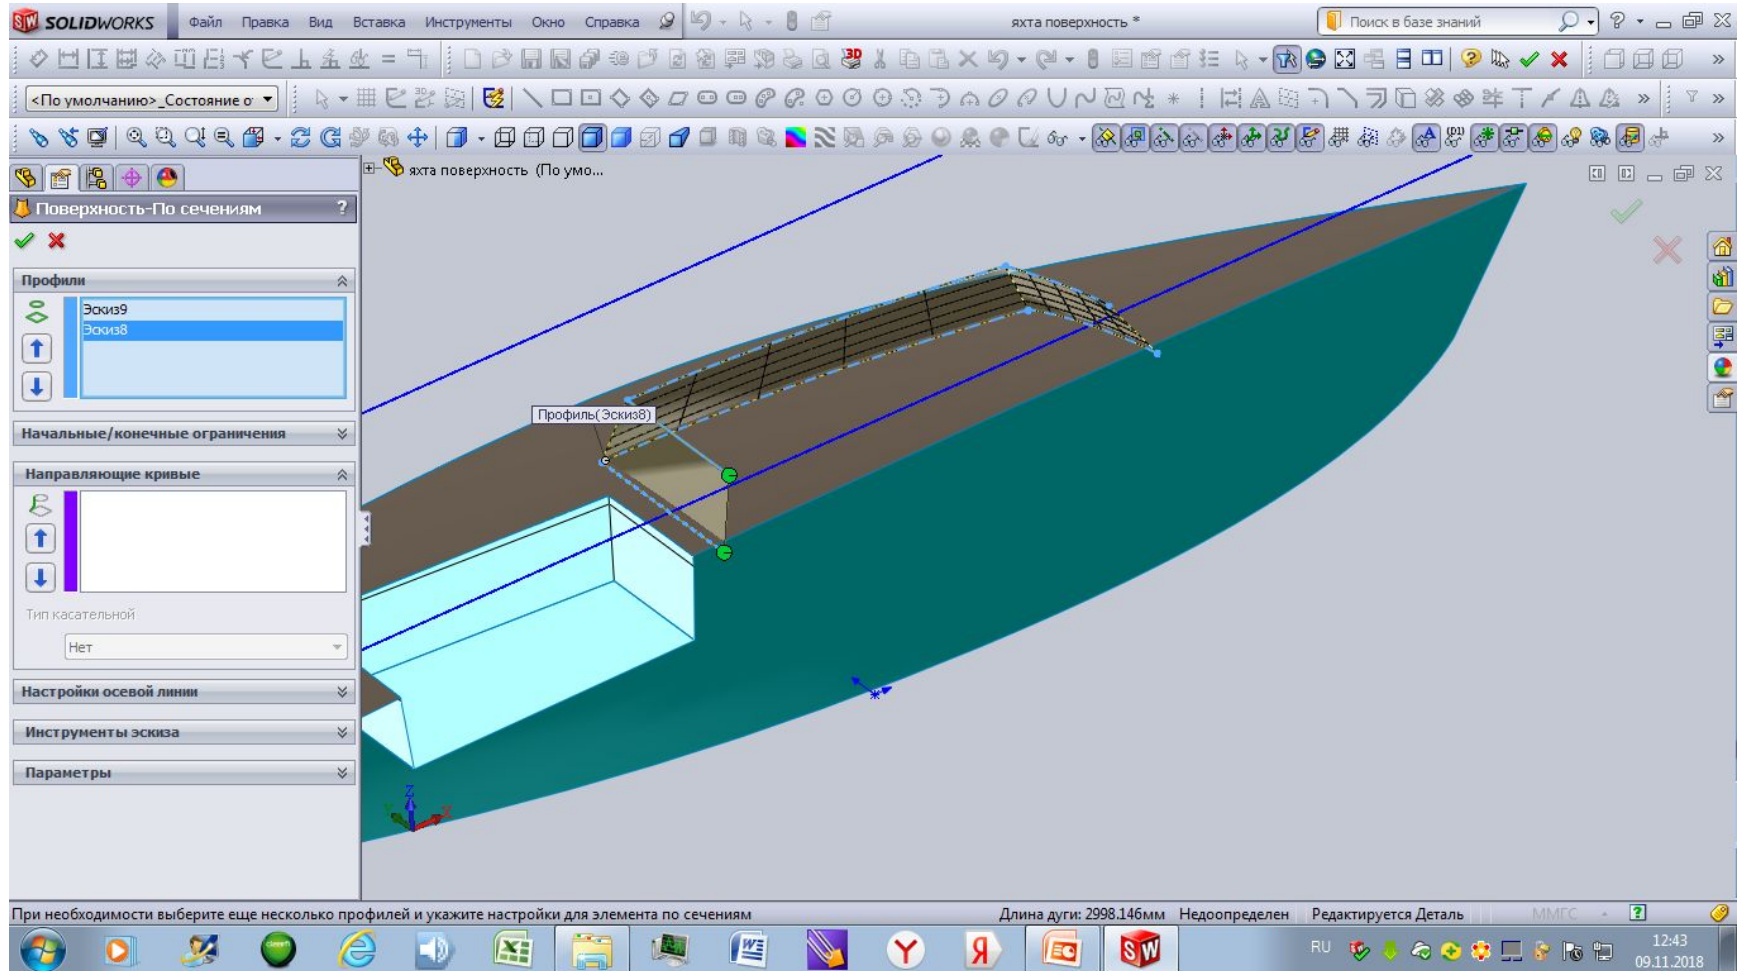 SOLIDWORKS Файл Правка Вид Вставка Инструменты Окно Справка яхта поверхность * Поиск в базе знаний
<По умолчанию>_Состояние о
яхта поверхность (По умо...
Поверхность-По сечениям ?
Профили
Эскиз9
Эскиз8
Профиль(Эскиз8)
Начальные/конечные ограничения
Направляющие кривые
Тип касательной
Нет
Настройки осевой линии
Инструменты эскиза
Параметры
Z
При необходимости выберите еще несколько профилей и укажите настройки для элемента по сечениям Длина дуги: 2998.146мм Недоопределен Редактируется Деталь ММГС
RU 12:43
09.11.2018